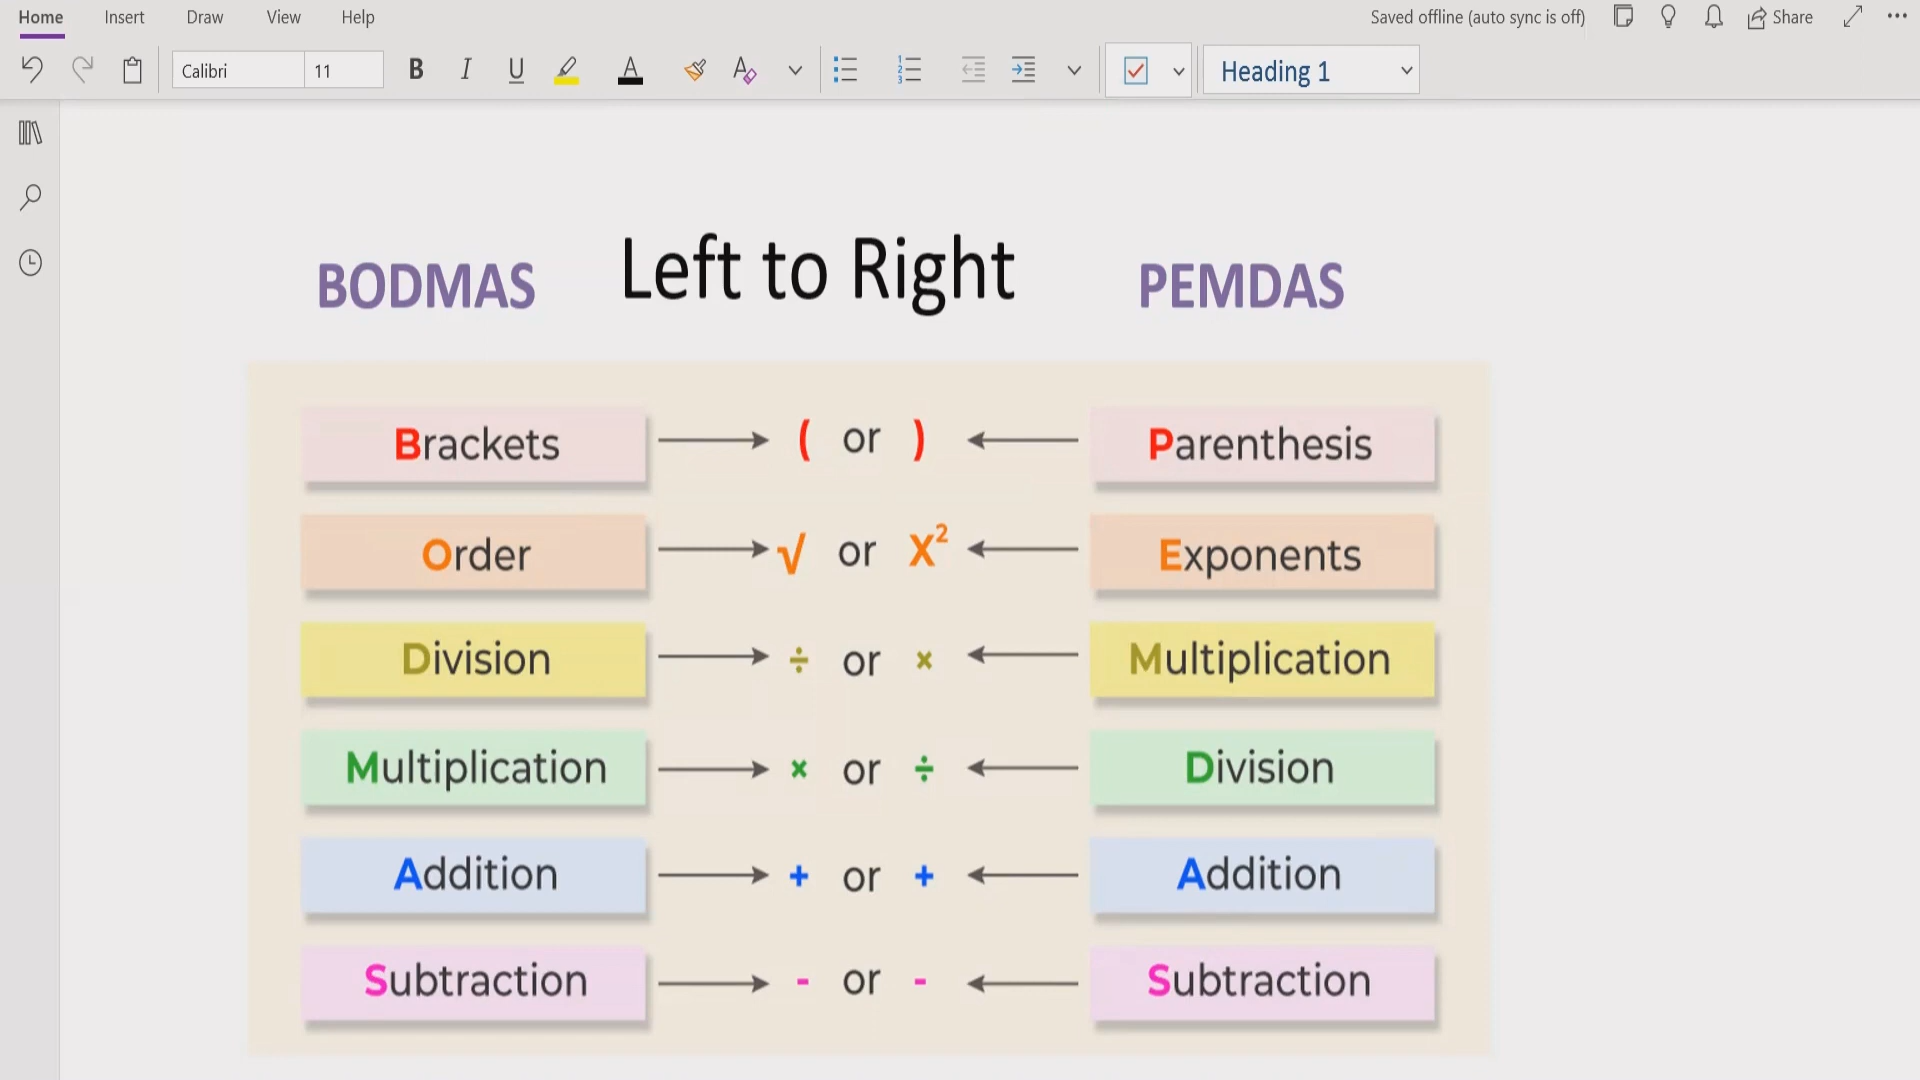 Home Insert Draw View Help Saved offline (auto sync is off) Share
Calibri 11 B I U A A Heading 1
BODMAS Left to Right PEMDAS
Brackets ( or ) Parenthesis
Order √ or X² Exponents
Division ÷ or × Multiplication
Multiplication × or ÷ Division
Addition + or + Addition
Subtraction - or - Subtraction